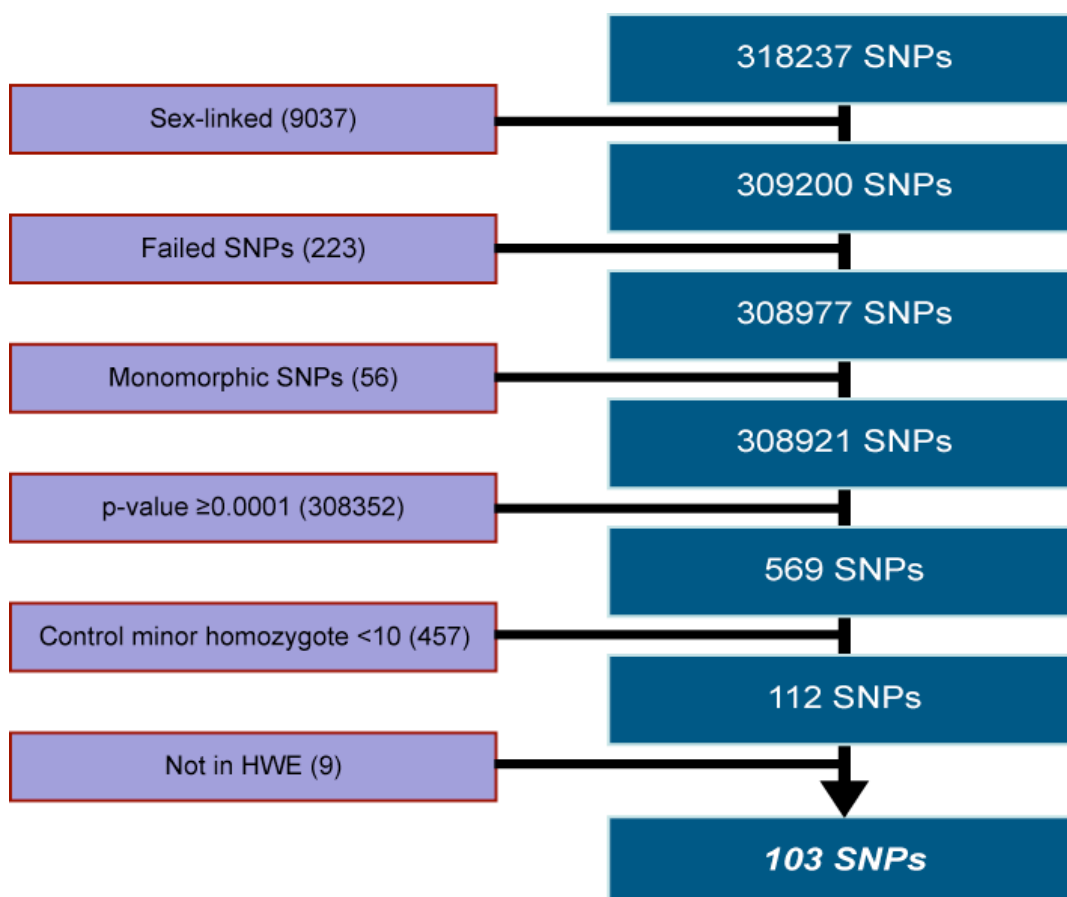 318237 SNPs
Sex-linked (9037)
309200 SNPs
Failed SNPs (223)
308977 SNPs
Monomorphic SNPs (56)
308921 SNPs
p-value ≥0.0001 (308352)
569 SNPs
Control minor homozygote <10 (457)
112 SNPs
Not in HWE (9)
103 SNPs